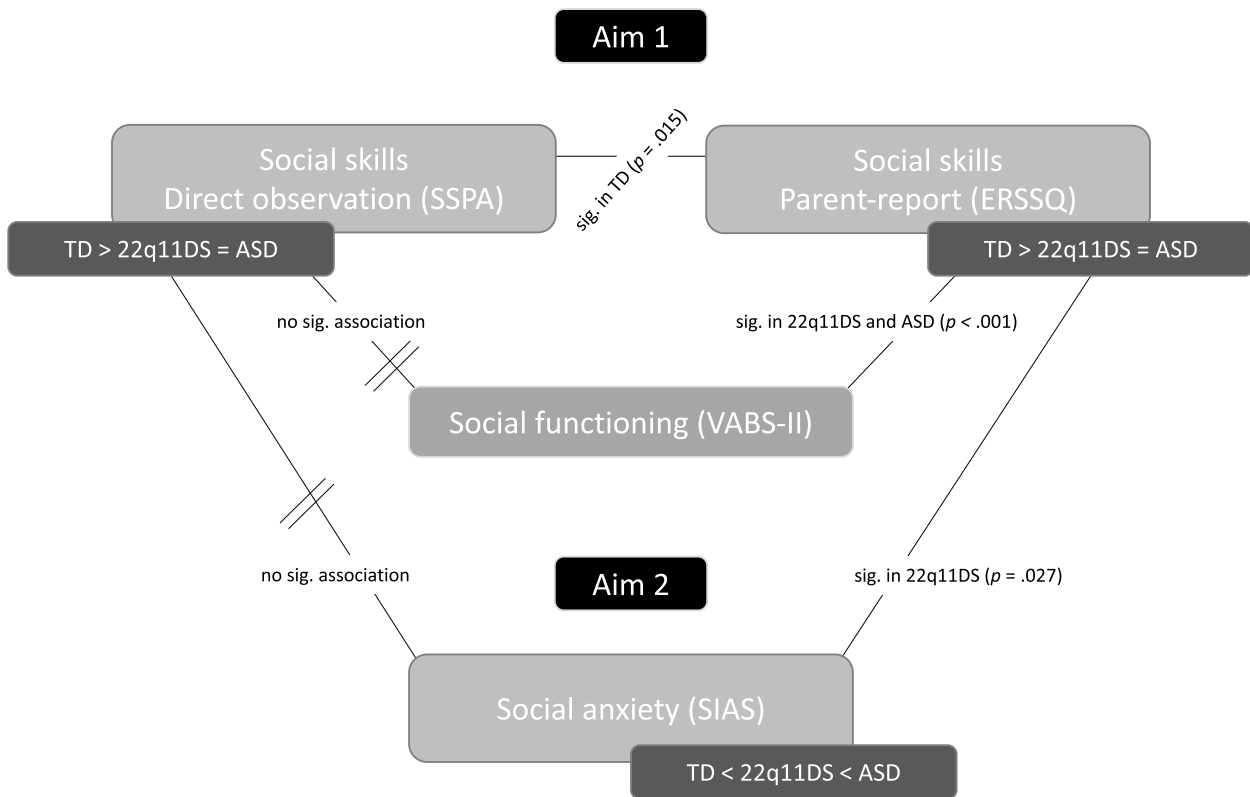 Aim 1
Social skills
Direct observation (SSPA)
TD > 22q11DS = ASD
sig. in TD (p = .015)
Social skills
Parent-report (ERSSQ)
TD > 22q11DS = ASD
no sig. association
sig. in 22q11DS and ASD (p < .001)
Social functioning (VABS-II)
no sig. association
Aim 2
sig. in 22q11DS (p = .027)
Social anxiety (SIAS)
TD < 22q11DS < ASD